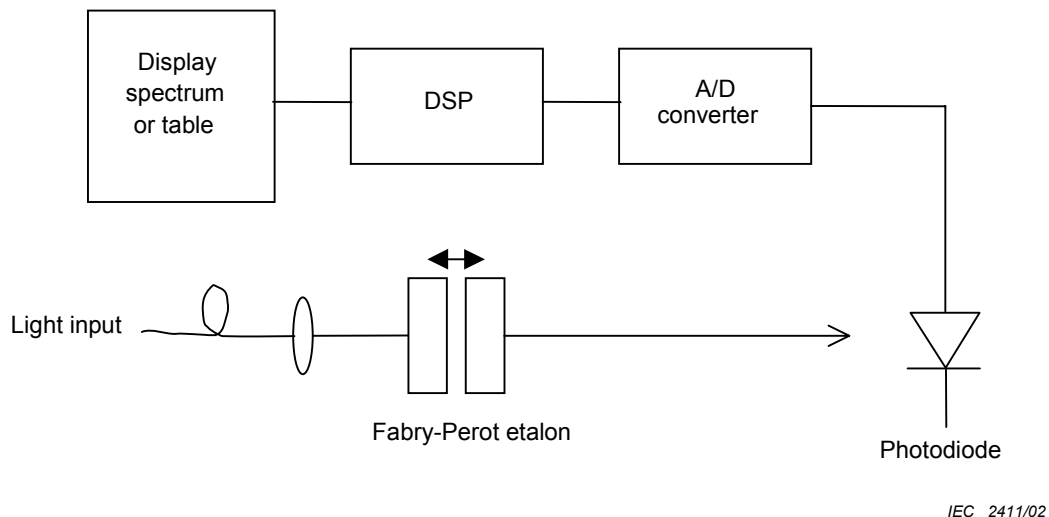 Display
spectrum
or table
DSP
A/D
converter
Light input
Fabry-Perot etalon
Photodiode
IEC 2411/02